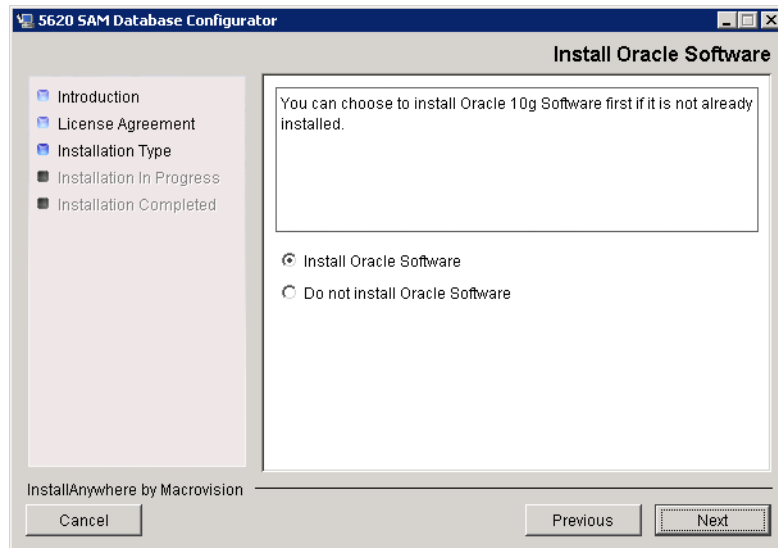 5620 SAM Database Configurator
Install Oracle Software
Introduction
License Agreement
Installation Type
Installation In Progress
Installation Completed
You can choose to install Oracle 10g Software first if it is not already
installed.
Install Oracle Software
Do not install Oracle Software
InstallAnywhere by Macrovision
Cancel
Previous
Next